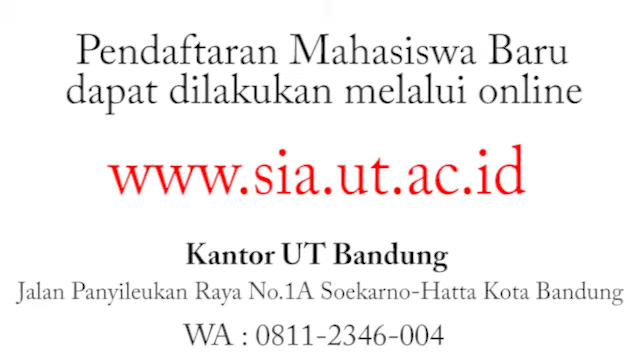 Pendaftaran Mahasiswa Baru
dapat dilakukan melalui online
www.sia.ut.ac.id
Kantor UT Bandung
Jalan Panyileukan Raya No.1A Soekarno-Hatta Kota Bandung
WA : 0811-2346-004